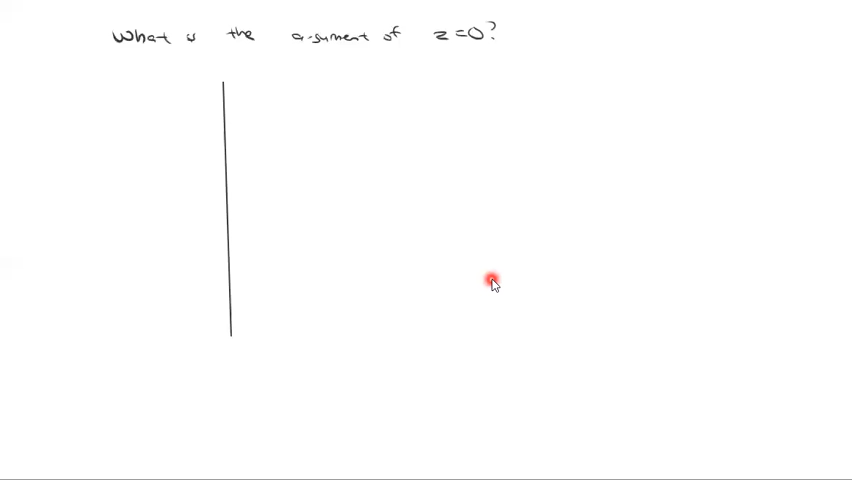 What is the argument of z=0?